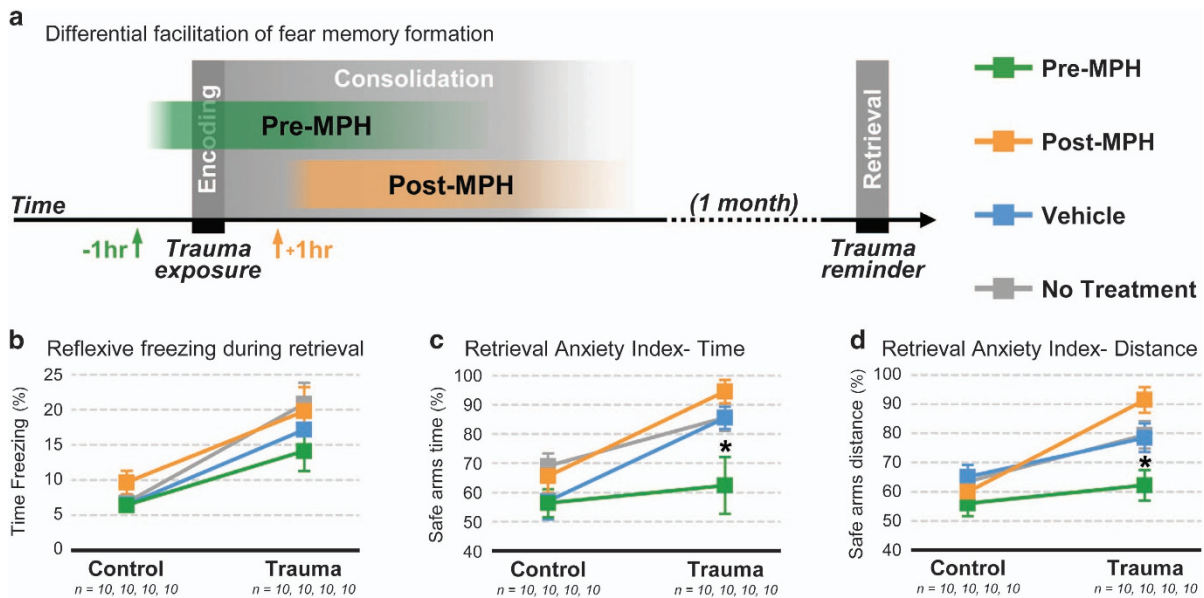 a
Differential facilitation of fear memory formation
Encoding
Consolidation
Pre-MPH
Post-MPH
Retrieval
Time
(1 month)
-1hr
Trauma
exposure
+1hr
Trauma
reminder
Pre-MPH
Post-MPH
Vehicle
No Treatment
b Reflexive freezing during retrieval
Time Freezing (%)
25
20
15
10
5
0
Control Trauma
n = 10, 10, 10, 10 n = 10, 10, 10, 10
c Retrieval Anxiety Index- Time
Safe arms time (%)
100
90
80
70
60
50
40
*
Control Trauma
n = 10, 10, 10, 10 n = 10, 10, 10, 10
d Retrieval Anxiety Index- Distance
Safe arms distance (%)
100
90
80
70
60
50
40
*
Control Trauma
n = 10, 10, 10, 10 n = 10, 10, 10, 10